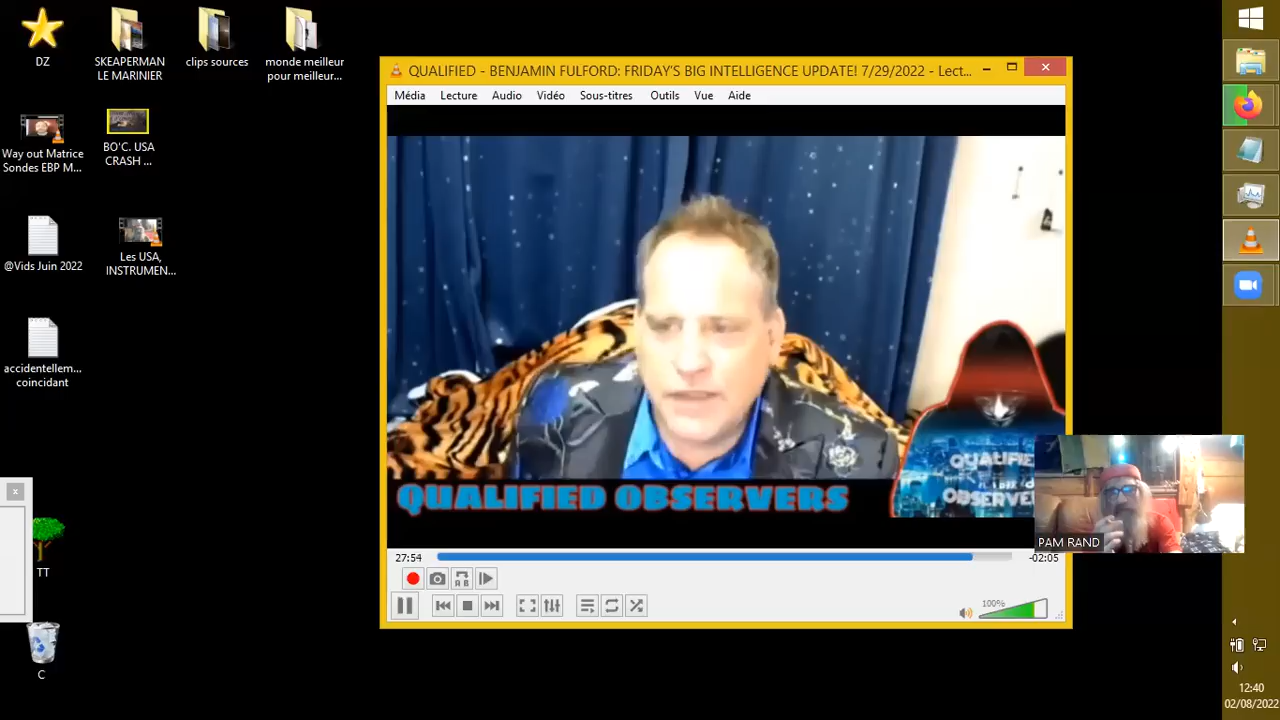 DZ
SKEAPERMAN
LE MARINIER
clips sources
monde meilleur
pour meilleur...
Way out Matrice
Sondes EBP M...
BO'C. USA
CRASH ...
@Vids Juin 2022
Les USA,
INSTRUMEN...
accidentellem...
coincidant
TT
C
QUALIFIED - BENJAMIN FULFORD: FRIDAY'S BIG INTELLIGENCE UPDATE! 7/29/2022 - Lect...
Média Lecture Audio Vidéo Sous-titres Outils Vue Aide
QUALIFIED OBSERVERS
QUALIFIE
OBSERVER
PAM RAND
27:54
-02:05
100%
12:40
02/08/2022